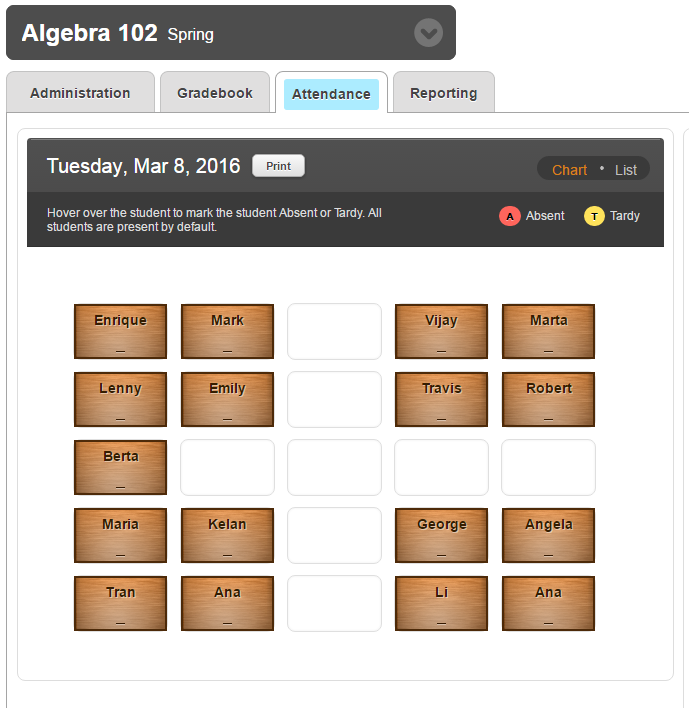 Algebra 102 Spring
Administration Gradebook Attendance Reporting
Tuesday, Mar 8, 2016 Print Chart • List
Hover over the student to mark the student Absent or Tardy. All
students are present by default.
A Absent T Tardy
Enrique Mark Vijay Marta
_ _ _ _
Lenny Emily Travis Robert
_ _ _ _
Berta
_
Maria Kelan George Angela
_ _ _ _
Tran Ana Li Ana
_ _ _ _